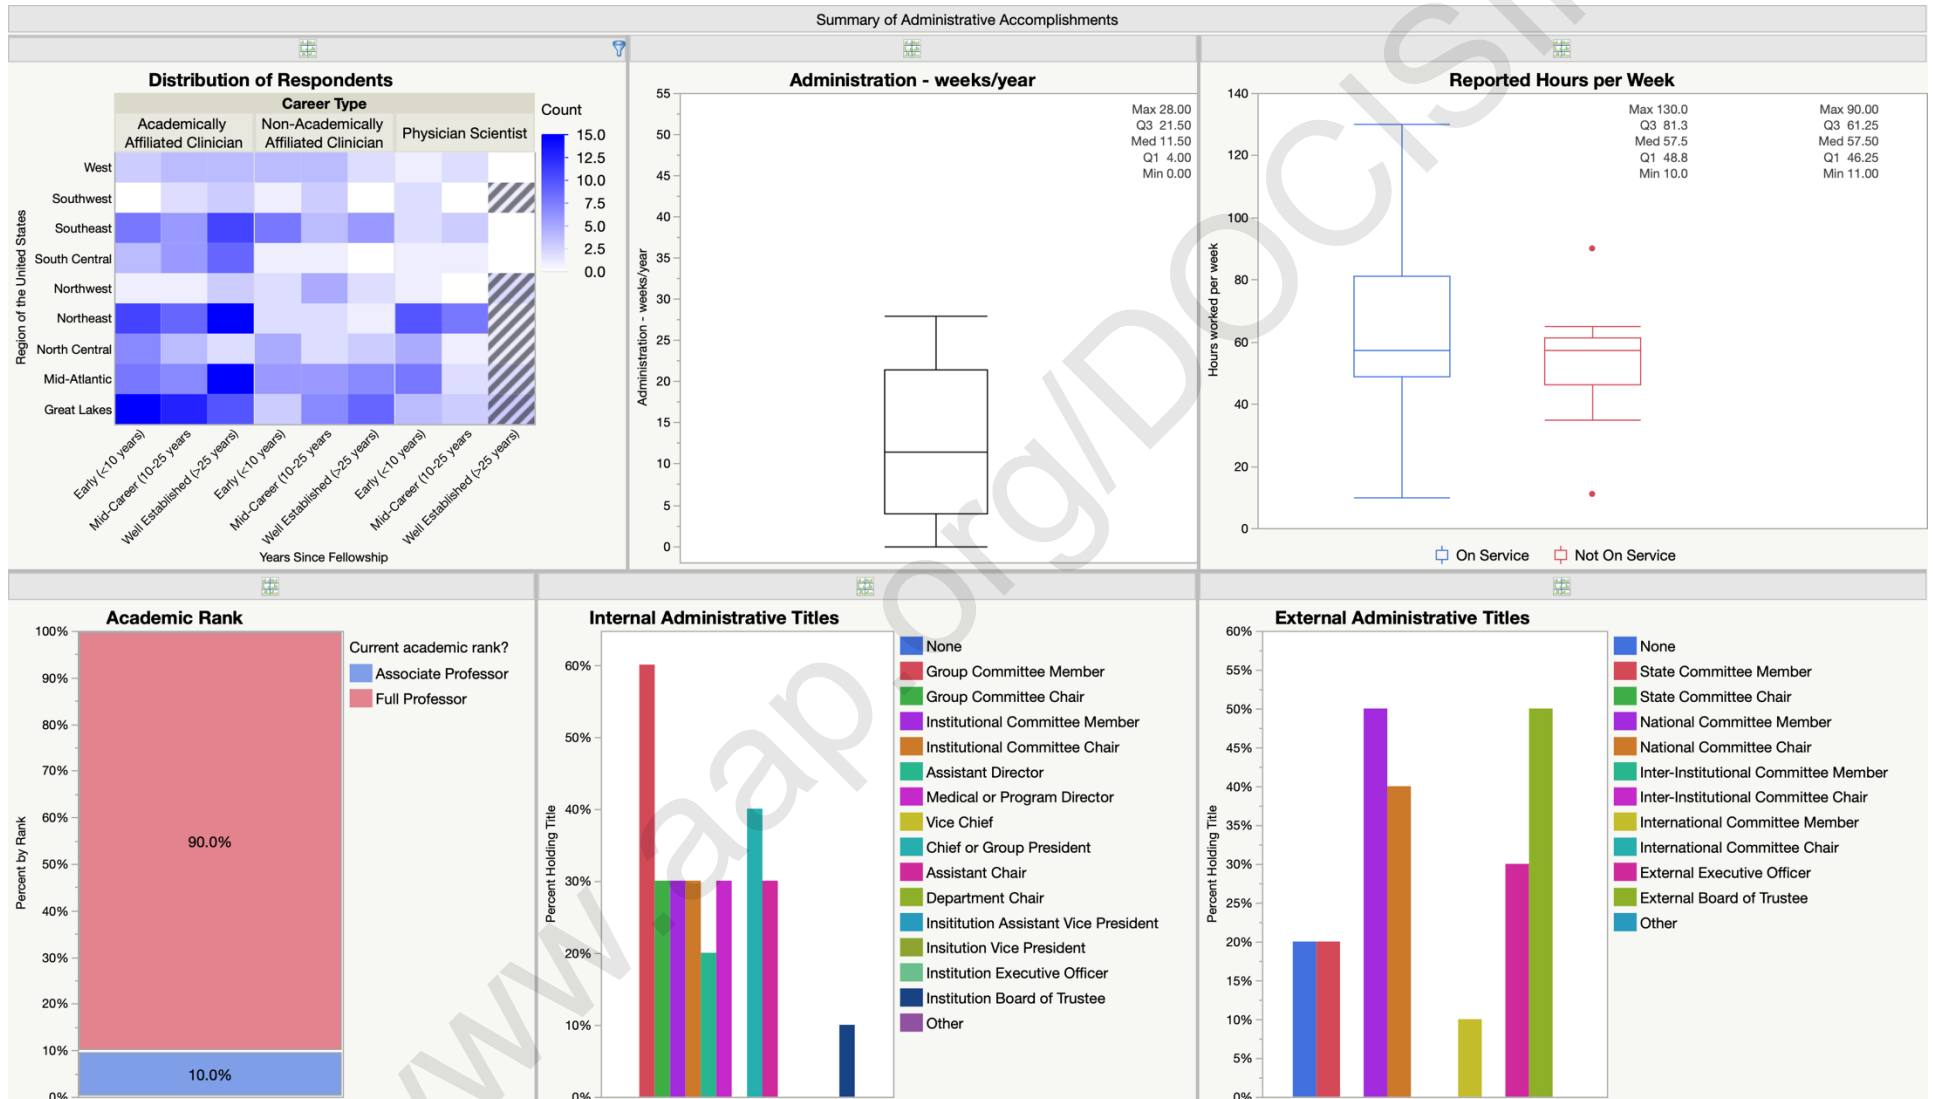 Summary of Administrative Accomplishments
Distribution of Respondents
Career Type
Academically
Affiliated Clinician
Non-Academically
Affiliated Clinician
Physician Scientist
Count
15.0
12.5
10.0
7.5
5.0
2.5
0.0
Region of the United States
West
Southwest
Southeast
South Central
Northwest
Northeast
North Central
Mid-Atlantic
Great Lakes
Early (<10 years)
Mid-Career (10-25 years
Well Established (>25 years)
Early (<10 years)
Mid-Career (10-25 years
Well Established (>25 years)
Early (<10 years)
Mid-Career (10-25 years
Well Established (>25 years)
Years Since Fellowship
Administration - weeks/year
Administration - weeks/year
55
50
45
40
35
30
25
20
15
10
5
0
Max 28.00
Q3 21.50
Med 11.50
Q1 4.00
Min 0.00
Reported Hours per Week
Hours worked per week
140
120
100
80
60
40
20
0
Max 130.0
Q3 81.3
Med 57.5
Q1 48.8
Min 10.0
Max 90.00
Q3 61.25
Med 57.50
Q1 46.25
Min 11.00
On Service
Not On Service
Academic Rank
Percent by Rank
100%
90%
80%
70%
60%
50%
40%
30%
20%
10%
0%
90.0%
10.0%
Current academic rank?
Associate Professor
Full Professor
Internal Administrative Titles
Percent Holding Title
60%
50%
40%
30%
20%
10%
0%
None
Group Committee Member
Group Committee Chair
Institutional Committee Member
Institutional Committee Chair
Assistant Director
Medical or Program Director
Vice Chief
Chief or Group President
Assistant Chair
Department Chair
Insititution Assistant Vice President
Insitution Vice President
Institution Executive Officer
Institution Board of Trustee
Other
External Administrative Titles
Percent Holding Title
60%
55%
50%
45%
40%
35%
30%
25%
20%
15%
10%
5%
0%
None
State Committee Member
State Committee Chair
National Committee Member
National Committee Chair
Inter-Institutional Committee Member
Inter-Institutional Committee Chair
International Committee Member
International Committee Chair
External Executive Officer
External Board of Trustee
Other
www.aap.org/DOCISI